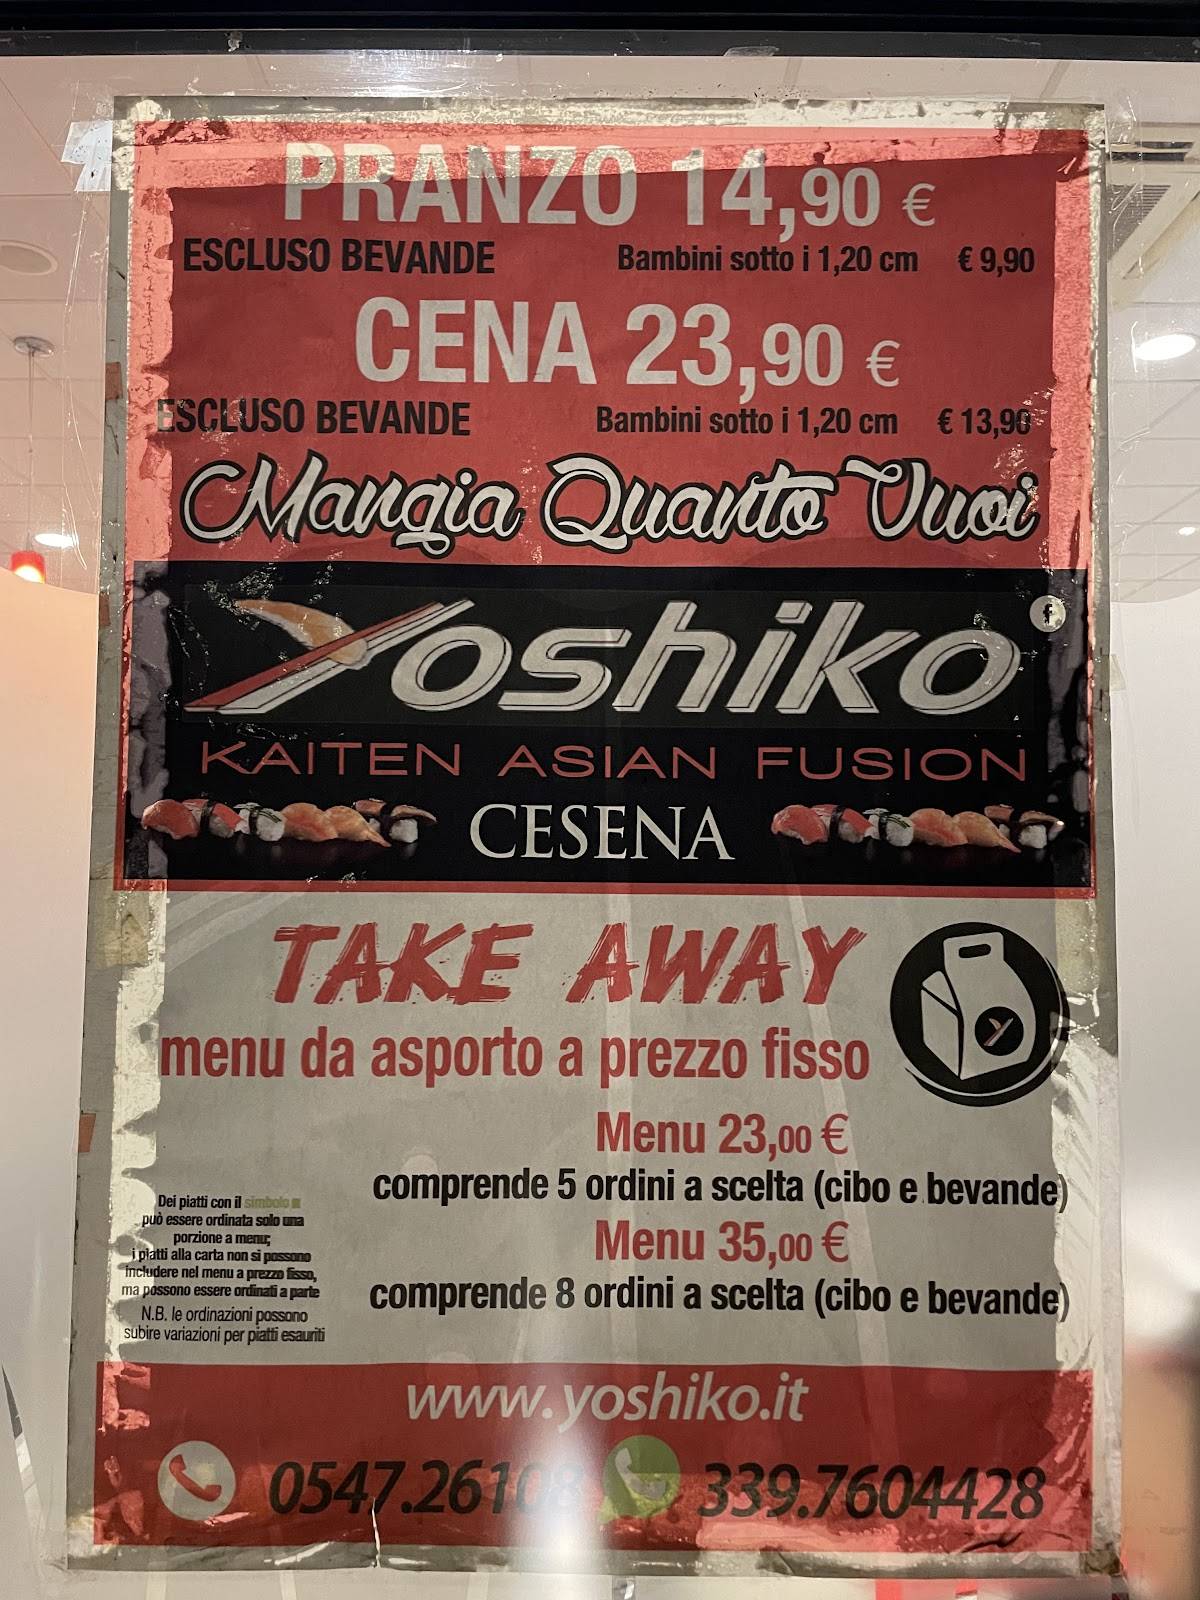 PRANZO 14,90 €
ESCLUSO BEVANDE Bambini sotto i 1,20 cm € 9,90
CENA 23,90 €
ESCLUSO BEVANDE Bambini sotto i 1,20 cm € 13,90
Mangia Quanto Vuoi
Yoshiko f
KAITEN ASIAN FUSION
CESENA
TAKE AWAY
menu da asporto a prezzo fisso
Menu 23,00 €
comprende 5 ordini a scelta (cibo e bevande)
Menu 35,00 €
comprende 8 ordini a scelta (cibo e bevande)
Dei piatti con il simbolo
può essere ordinata solo una
porzione a menu;
i piatti alla carta non si possono
includere nel menu a prezzo fisso,
ma possono essere ordinati a parte
N.B. le ordinazioni possono
subire variazioni per piatti esauriti
www.yoshiko.it
0547.26108 339.7604428